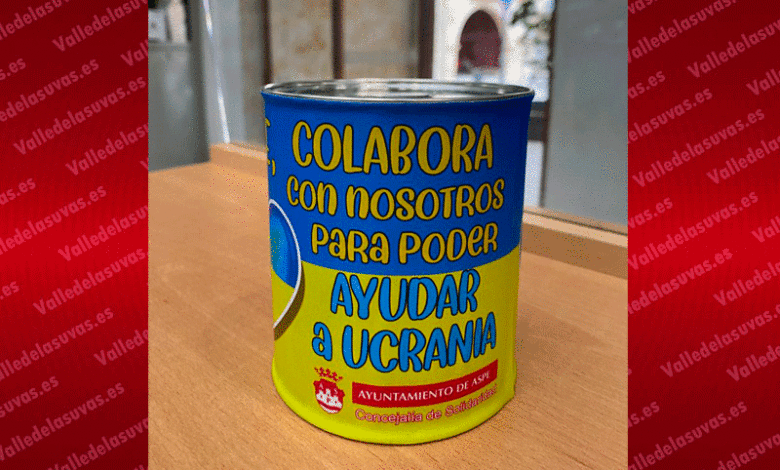 COLABORA
con nosotros
para poder
AYUDAR
a UCRANIA
AYUNTAMIENTO DE ASPE
Concejalía de Solidaridad
Valledelasuvas.es